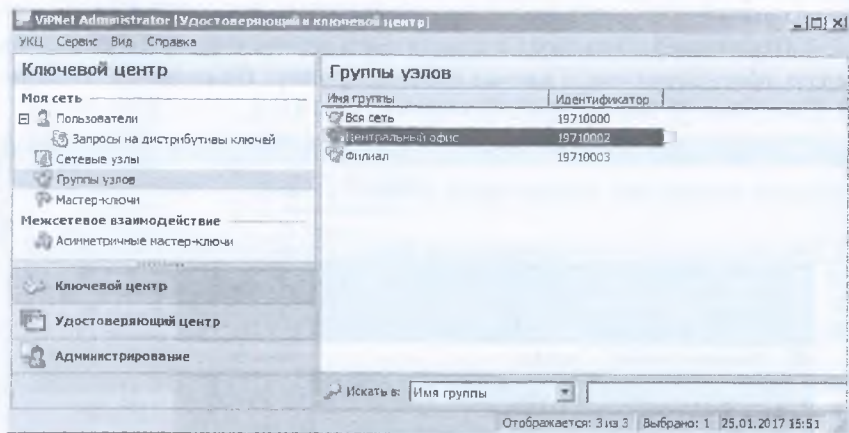 ViPNet Administrator [Удостоверяющий и ключевой центр]
УКЦ Сервис Вид Справка
Ключевой центр
Моя сеть
Пользователи
Запросы на дистрибутивы ключей
Сетевые узлы
Группы узлов
Мастер-ключи
Межсетевое взаимодействие
Асимметричные мастер-ключи
Ключевой центр
Удостоверяющий центр
Администрирование
Группы узлов
Имя группы Идентификатор
Вся сеть 19710000
Центральный офис 19710002
Филиал 19710003
Искать в: Имя группы
Отображается: 3 из 3 Выбрано: 1 25.01.2017 15:51